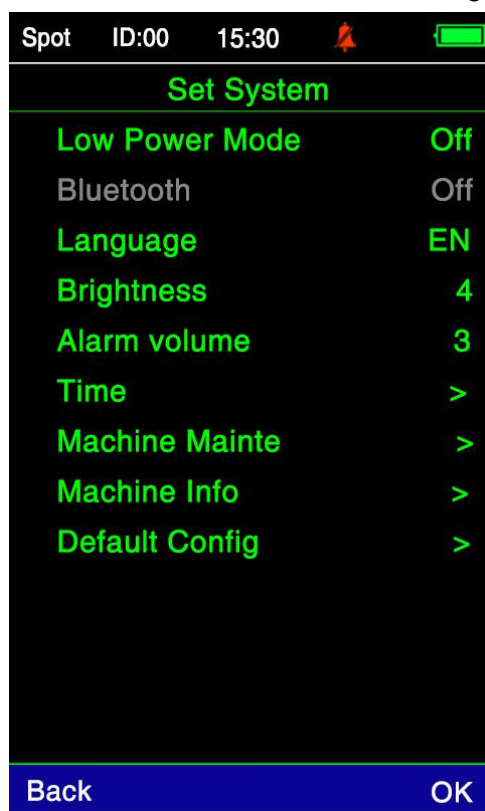 Spot ID:00 15:30
Set System
Low Power Mode Off
Bluetooth Off
Language EN
Brightness 4
Alarm volume 3
Time >
Machine Mainte >
Machine Info >
Default Config >
Back OK